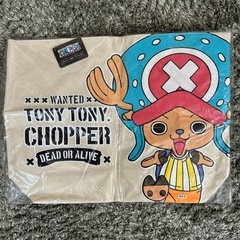 WANTED
TONY TONY.
CHOPPER
DEAD OR ALIVE